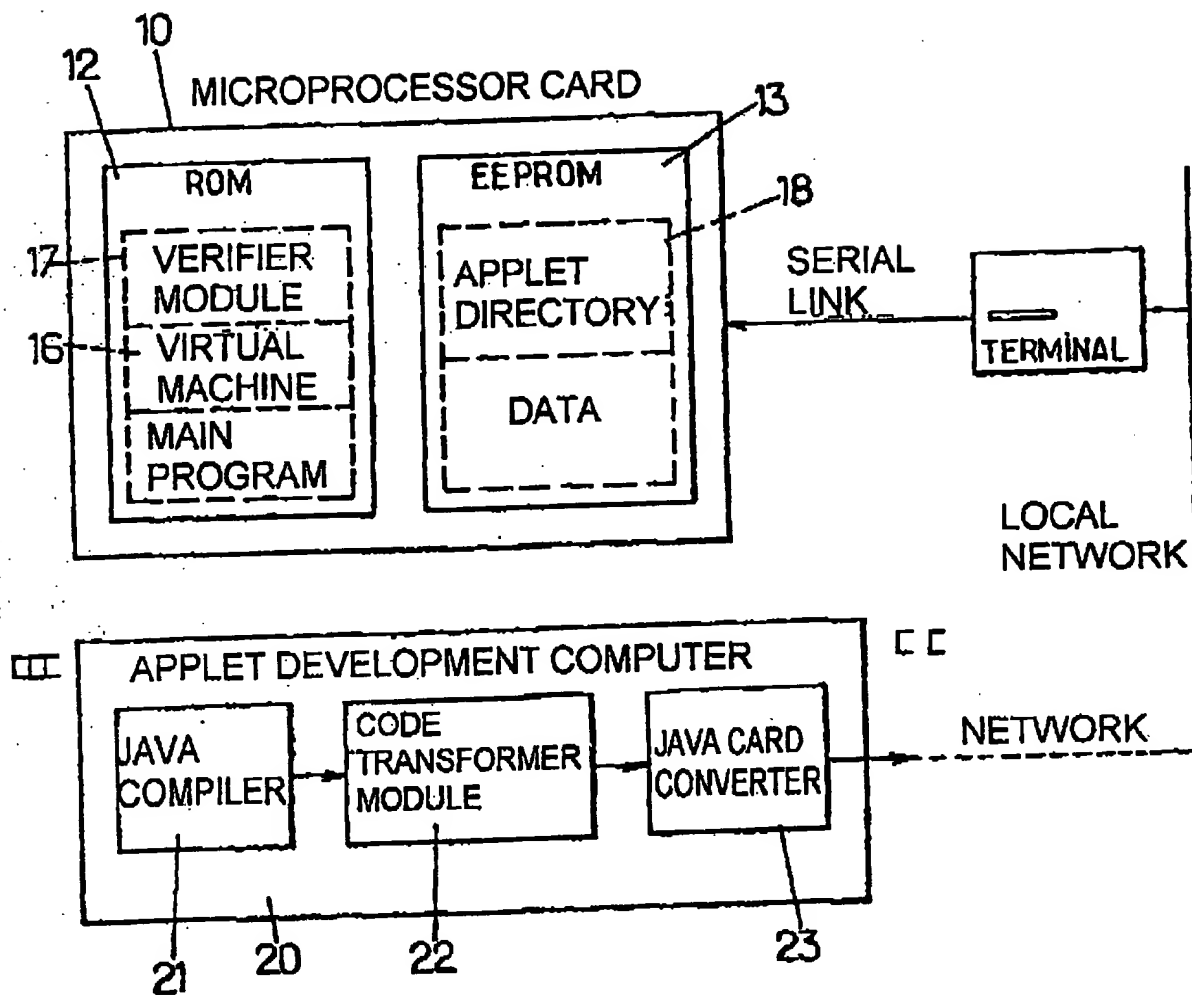 10
12
MICROPROCESSOR CARD
13
ROM
EEPROM
18
17
VERIFIER
MODULE
APPLET
DIRECTORY
SERIAL
LINK
16
VIRTUAL
MACHINE
TERMINAL
MAIN
PROGRAM
DATA
LOCAL
NETWORK
APPLET DEVELOPMENT COMPUTER
JAVA
COMPILER
CODE
TRANSFORMER
MODULE
JAVA CARD
CONVERTER
NETWORK
21
20
22
23